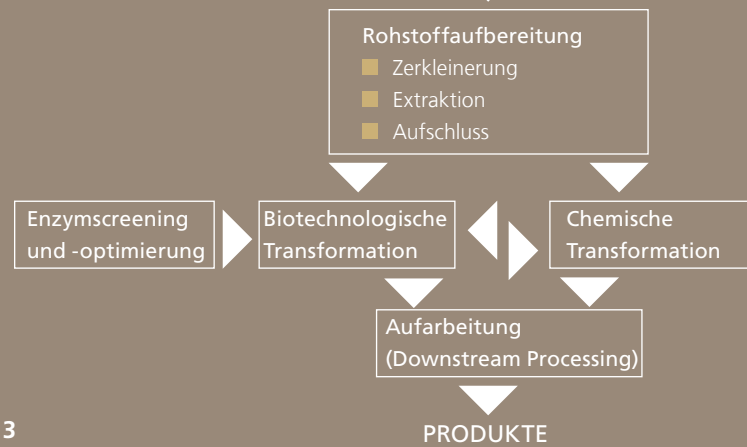 Rohstoffaufbereitung
Zerkleinerung
Extraktion
Aufschluss
Enzymscreening
und -optimierung
Biotechnologische
Transformation
Chemische
Transformation
Aufarbeitung
(Downstream Processing)
3
PRODUKTE